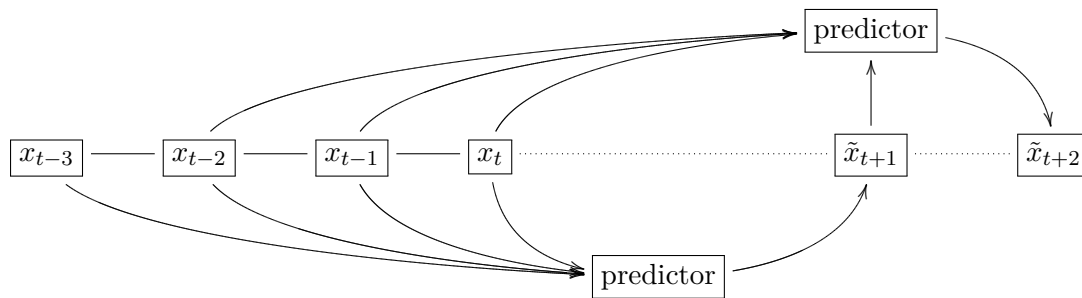 predictor
x_{t-3} x_{t-2} x_{t-1} x_t x̃_{t+1} x̃_{t+2}
predictor